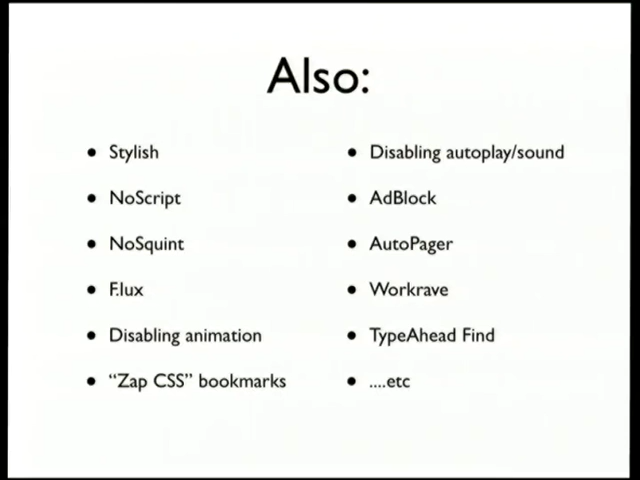 Also:
• Stylish
• NoScript
• NoSquint
• F.lux
• Disabling animation
• “Zap CSS” bookmarks
• Disabling autoplay/sound
• AdBlock
• AutoPager
• Workrave
• TypeAhead Find
• ....etc